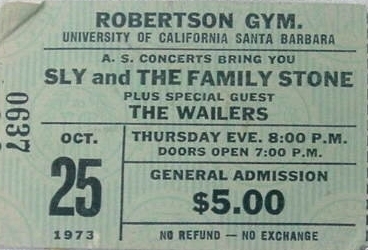 ROBERTSON GYM.
UNIVERSITY OF CALIFORNIA SANTA BARBARA
A. S. CONCERTS BRING YOU
SLY and THE FAMILY STONE
PLUS SPECIAL GUEST
THE WAILERS
0637
OCT.
25
1973
THURSDAY EVE. 8:00 P.M.
DOORS OPEN 7:00 P.M.
GENERAL ADMISSION
$5.00
NO REFUND — NO EXCHANGE